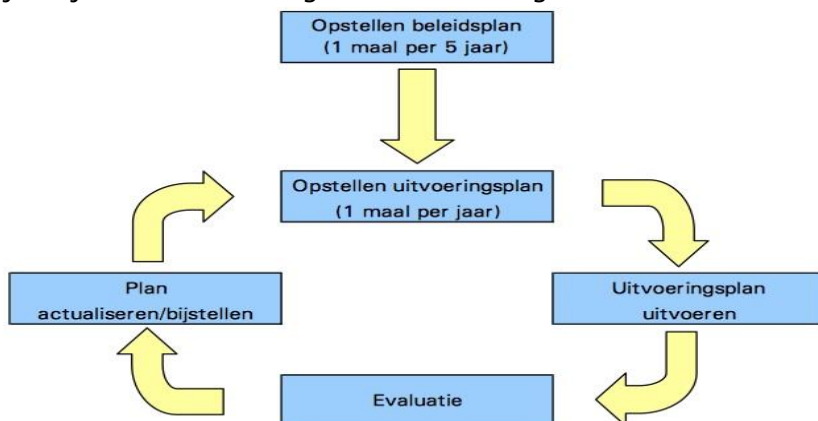 Opstellen beleidsplan
(1 maal per 5 jaar)
Opstellen uitvoeringsplan
(1 maal per jaar)
Plan
actualiseren/bijstellen
Uitvoeringsplan
uitvoeren
Evaluatie